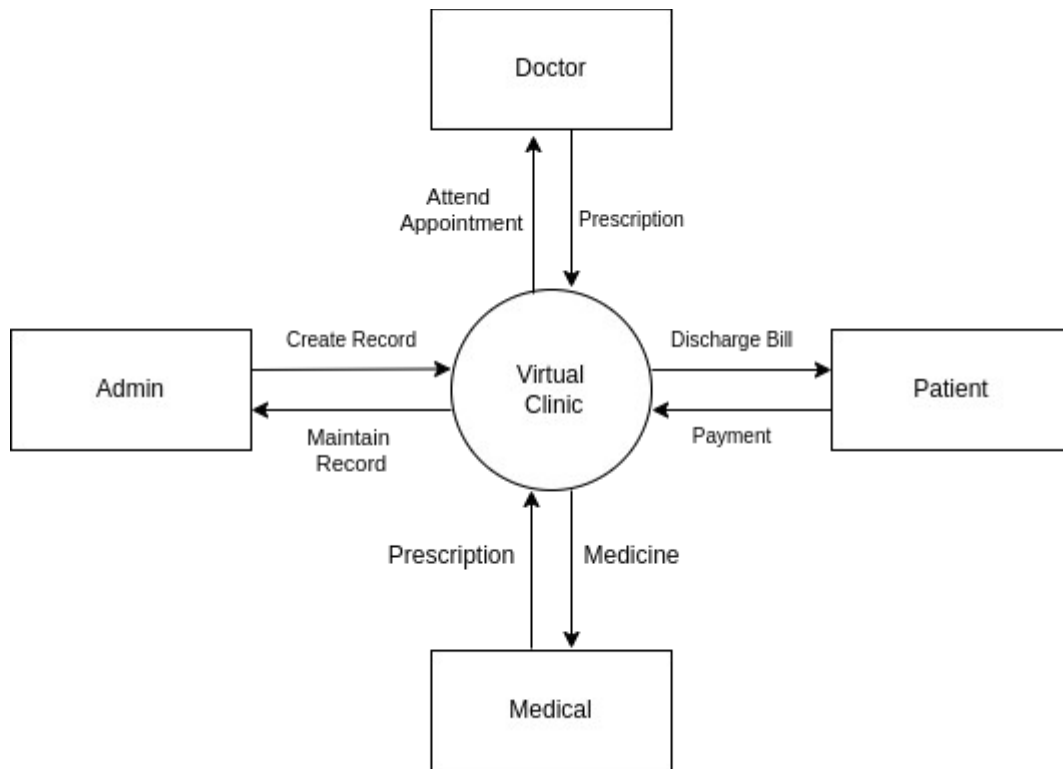 Doctor
Attend
Appointment
Prescription
Create Record
Discharge Bill
Admin
Virtual
Clinic
Patient
Maintain
Record
Payment
Prescription
Medicine
Medical